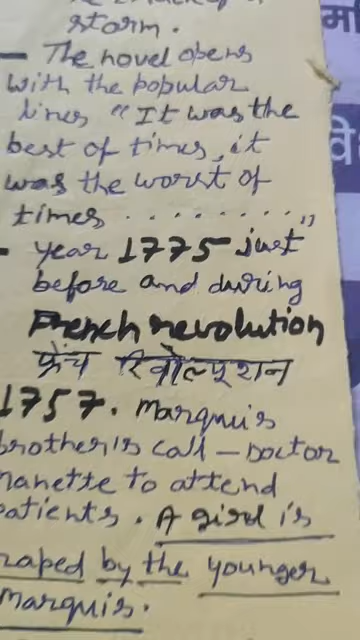 storm.
— The novel opens
with the popular
lines "It was the
best of times, it
was the worst of
times ........."
- year 1775 just
before and during
French revolution
फ्रेंच रिवोल्यूशन
1757. Marquis
brother's call — Doctor
Manette to attend
patients. A girl is
raped by the younger
Marquis.